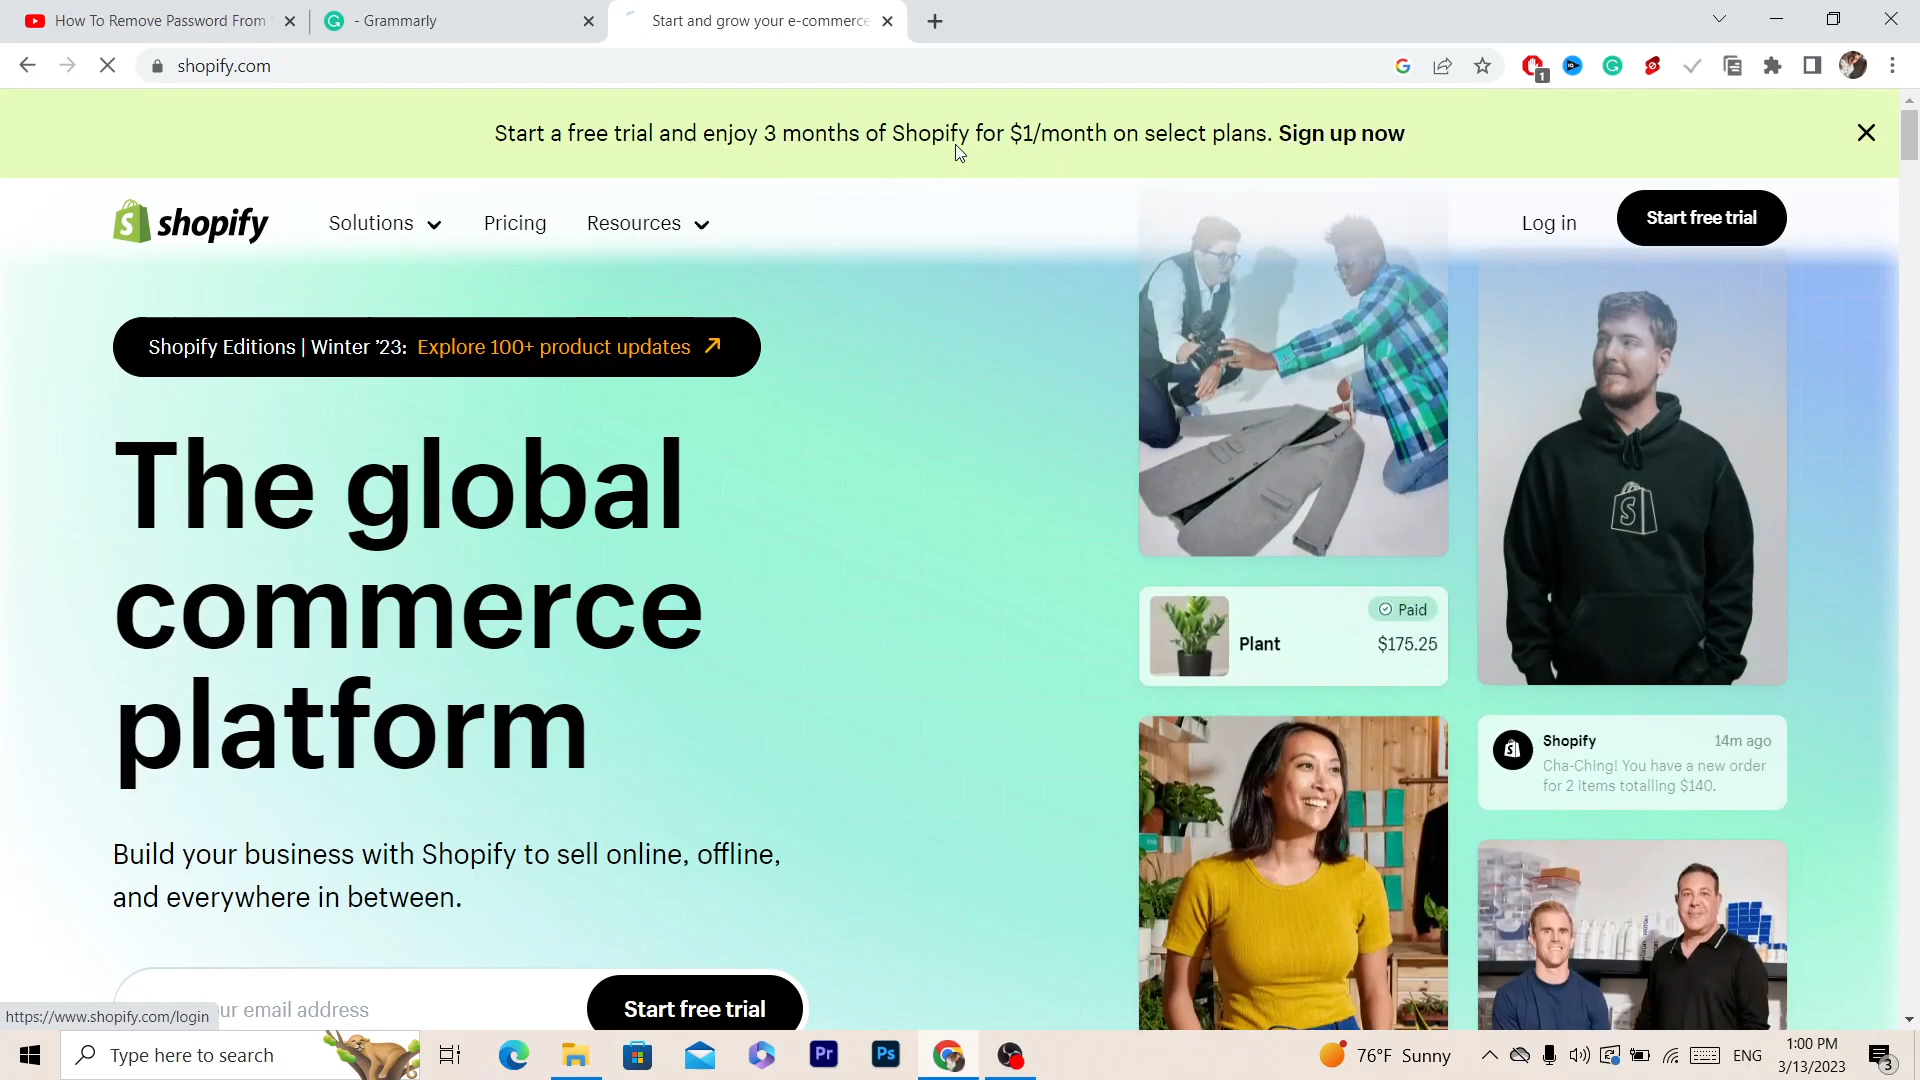 How To Remove Password From
- Grammarly
Start and grow your e-commerce
shopify.com
1
Start a free trial and enjoy 3 months of Shopify for $1/month on select plans. Sign up now
shopify
Solutions
Pricing
Resources
Log in
Start free trial
Shopify Editions | Winter '23: Explore 100+ product updates
The global
commerce
platform
Build your business with Shopify to sell online, offline,
and everywhere in between.
ur email address
Start free trial
Paid
Plant
$175.25
Shopify
14m ago
Cha-Ching! You have a new order
for 2 items totalling $140.
https://www.shopify.com/login
Type here to search
Pr
Ps
76°F Sunny
ENG
1:00 PM
3/13/2023
3